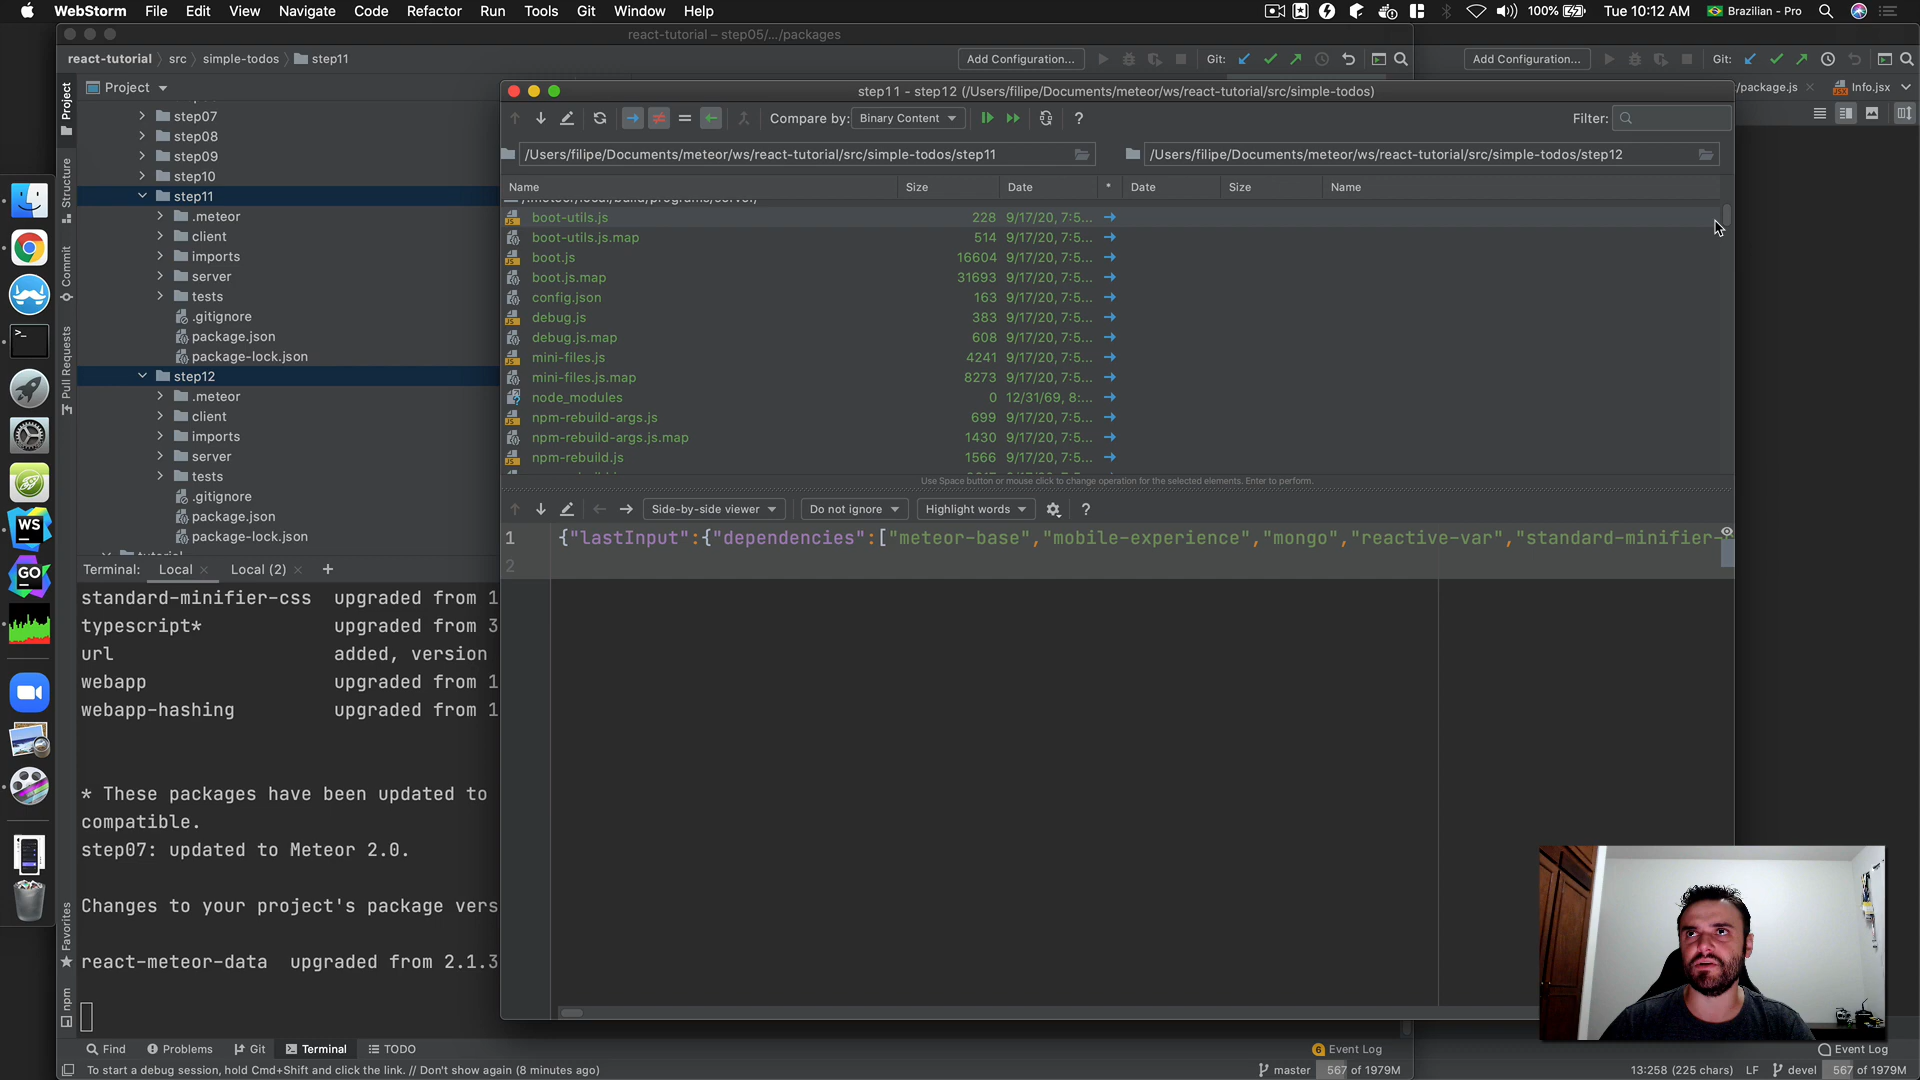 WebStorm File Edit View Navigate Code Refactor Run Tools Git Window Help 100% Tue 10:12 AM Brazilian - Pro
react-tutorial – step05/.../packages
react-tutorial src simple-todos step11 Add Configuration... Git: Add Configuration... Git:
Project
/package.js Info.jsx
step11 - step12 (/Users/filipe/Documents/meteor/ws/react-tutorial/src/simple-todos)
Compare by: Binary Content ? Filter:
/Users/filipe/Documents/meteor/ws/react-tutorial/src/simple-todos/step11 /Users/filipe/Documents/meteor/ws/react-tutorial/src/simple-todos/step12
Name Size Date * Date Size Name
boot-utils.js 228 9/17/20, 7:5...
boot-utils.js.map 514 9/17/20, 7:5...
boot.js 16604 9/17/20, 7:5...
boot.js.map 31693 9/17/20, 7:5...
config.json 163 9/17/20, 7:5...
debug.js 383 9/17/20, 7:5...
debug.js.map 608 9/17/20, 7:5...
mini-files.js 4241 9/17/20, 7:5...
mini-files.js.map 8273 9/17/20, 7:5...
node_modules 0 12/31/69, 8:...
npm-rebuild-args.js 699 9/17/20, 7:5...
npm-rebuild-args.js.map 1430 9/17/20, 7:5...
npm-rebuild.js 1566 9/17/20, 7:5...
Use Space button or mouse click to change operation for the selected elements. Enter to perform.
Side-by-side viewer Do not ignore Highlight words ?
1 {"lastInput":{"dependencies":["meteor-base","mobile-experience","mongo","reactive-var","standard-minifier-
2
Project
Structure
Commit
Pull Requests
Favorites
npm
step07
step08
step09
step10
step11
.meteor
client
imports
server
tests
.gitignore
package.json
package-lock.json
step12
.meteor
client
imports
server
tests
.gitignore
package.json
package-lock.json
tutorial
Terminal: Local Local (2) +
standard-minifier-css upgraded from 1
typescript* upgraded from 3
url added, version
webapp upgraded from 1
webapp-hashing upgraded from 1
* These packages have been updated to
compatible.
step07: updated to Meteor 2.0.
Changes to your project's package vers
react-meteor-data upgraded from 2.1.3
WS
GO
Find Problems Git Terminal TODO 6 Event Log Event Log
To start a debug session, hold Cmd+Shift and click the link. // Don't show again (8 minutes ago) master 567 of 1979M 13:258 (225 chars) LF devel 567 of 1979M